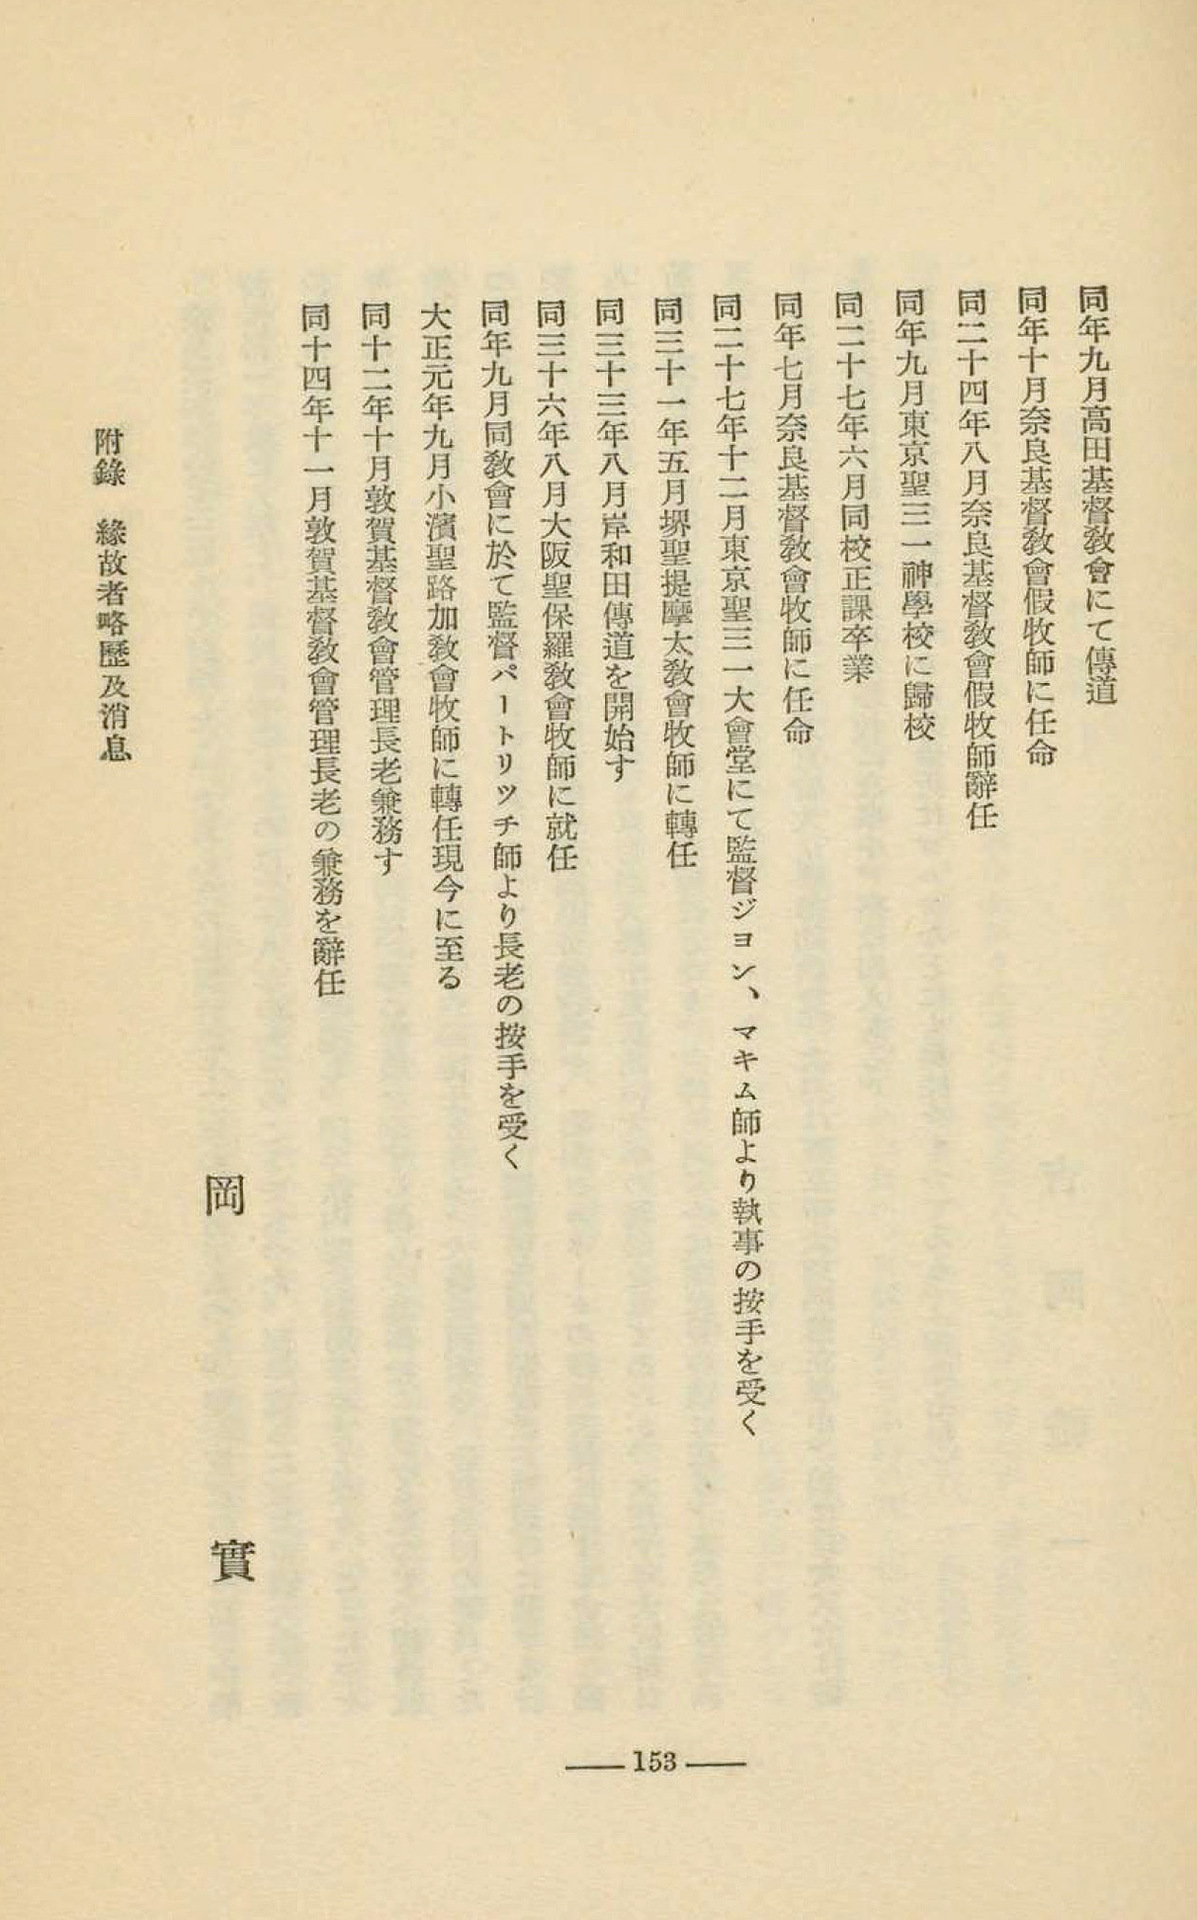 同年九月高田基督敎會にて傳道
同年十月奈良基督敎會假牧師に任命
同二十四年八月奈良基督敎會假牧師辭任
同年九月東京聖三一神學校に歸校
同二十七年六月同校正課卒業
同年七月奈良基督敎會牧師に任命
同二十七年十二月東京聖三一大會堂にて監督ジヨン、マキム師より執事の按手を受く
同三十一年五月堺聖提摩太敎會牧師に轉任
同三十三年八月岸和田傳道を開始す
同三十六年八月大阪聖保羅敎會牧師に就任
同年九月同敎會に於て監督パートリツチ師より長老の按手を受く
大正元年九月小濱聖路加敎會牧師に轉任現今に至る
同十二年十月敦賀基督敎會管理長老兼務す
同十四年十一月敦賀基督敎會管理長老の兼務を辭任
岡　實
附錄　緣故者略歷及消息
153